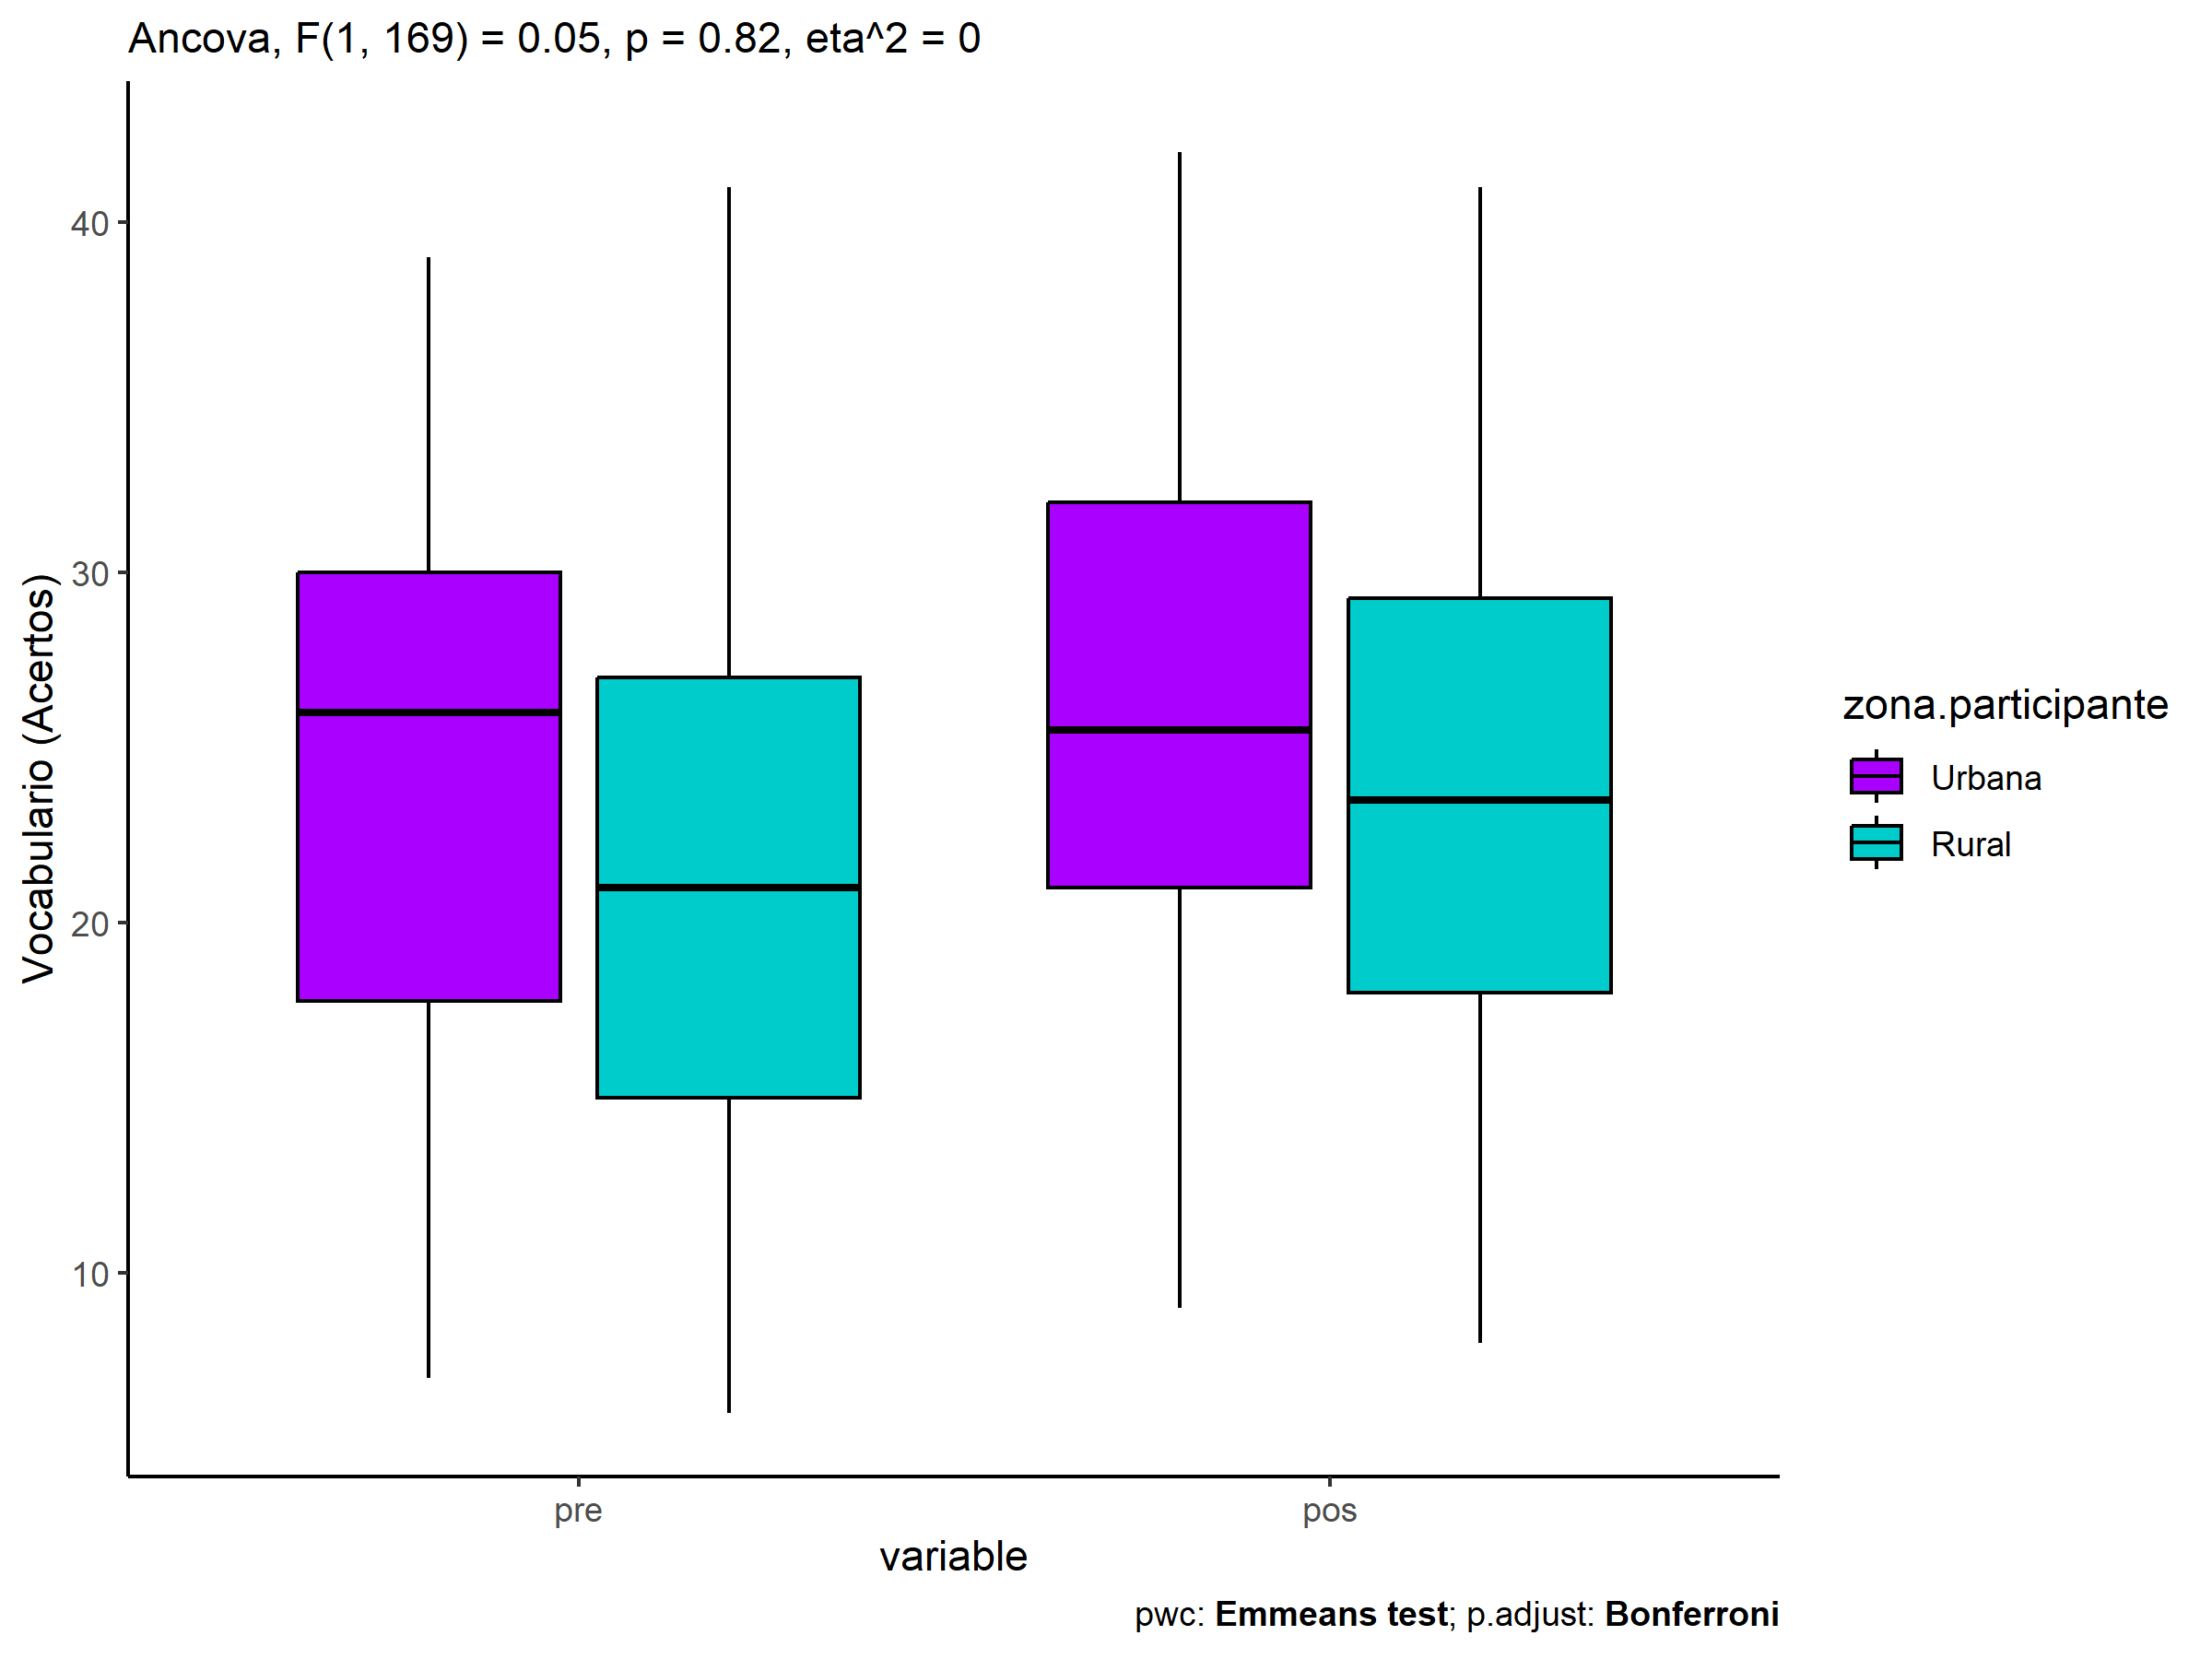 Ancova, F(1, 169) = 0.05, p = 0.82, eta^2 = 0
Vocabulario (Acertos)
40
30
20
10
pre
pos
variable
zona.participante
Urbana
Rural
pwc: Emmeans test; p.adjust: Bonferroni